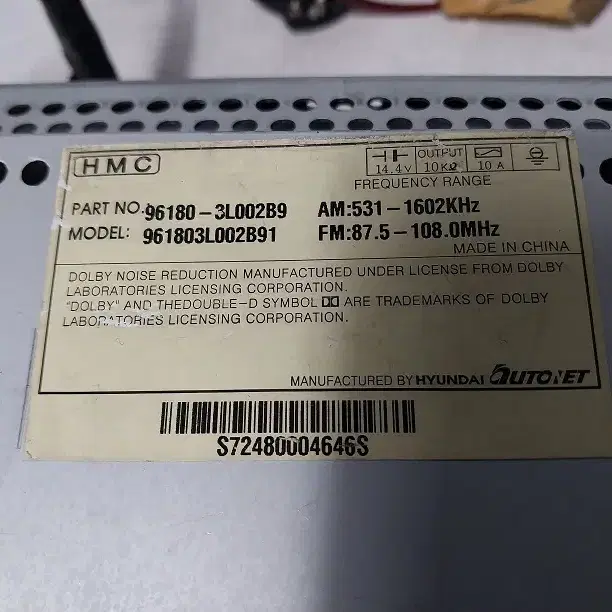 HMC
14.4V OUTPUT 10KΩ 10 A
FREQUENCY RANGE
PART NO.96180-3L002B9 AM:531-1602KHz
MODEL: 961803L002B91 FM:87.5-108.0MHz
MADE IN CHINA
DOLBY NOISE REDUCTION MANUFACTURED UNDER LICENSE FROM DOLBY
LABORATORIES LICENSING CORPORATION.
"DOLBY" AND THEDOUBLE-D SYMBOL ARE TRADEMARKS OF DOLBY
LABORATORIES LICENSING CORPORATION.
MANUFACTURED BY HYUNDAI AUTONET
S72480004646S